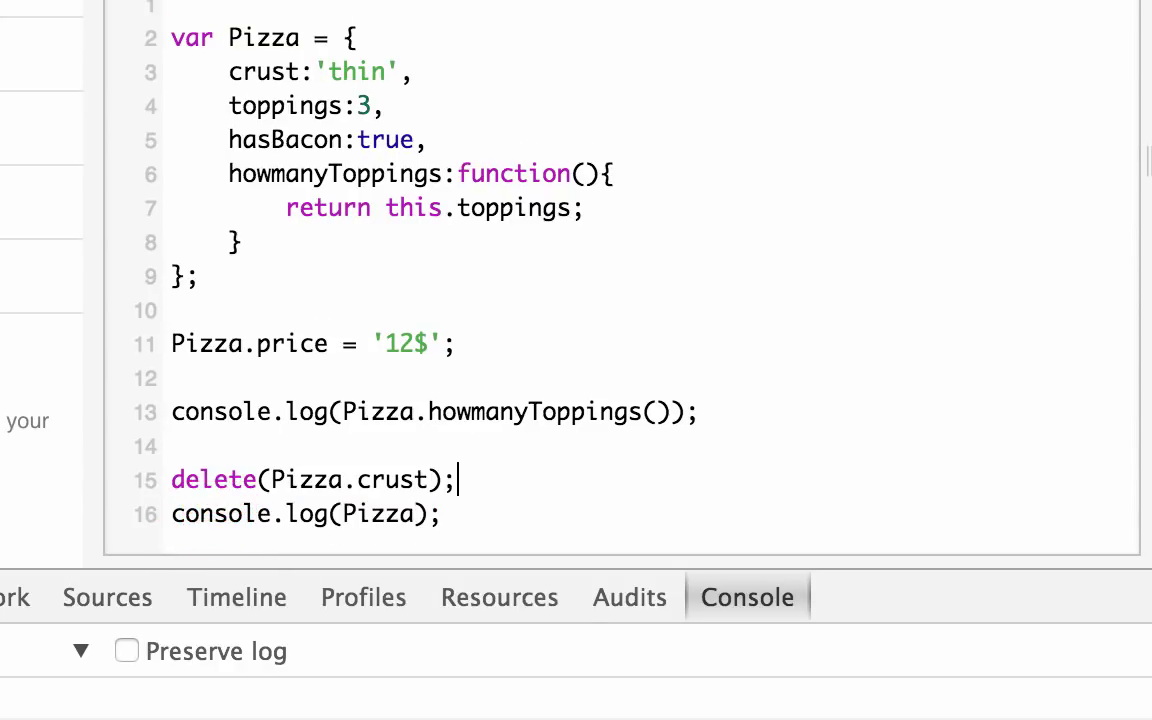 1
2 var Pizza = {
3 crust:'thin',
4 toppings:3,
5 hasBacon:true,
6 howmanyToppings:function(){
7 return this.toppings;
8 }
9 };
10
11 Pizza.price = '12$';
12
13 console.log(Pizza.howmanyToppings());
14
your
15 delete(Pizza.crust);
16 console.log(Pizza);
ork Sources Timeline Profiles Resources Audits Console
▼ Preserve log